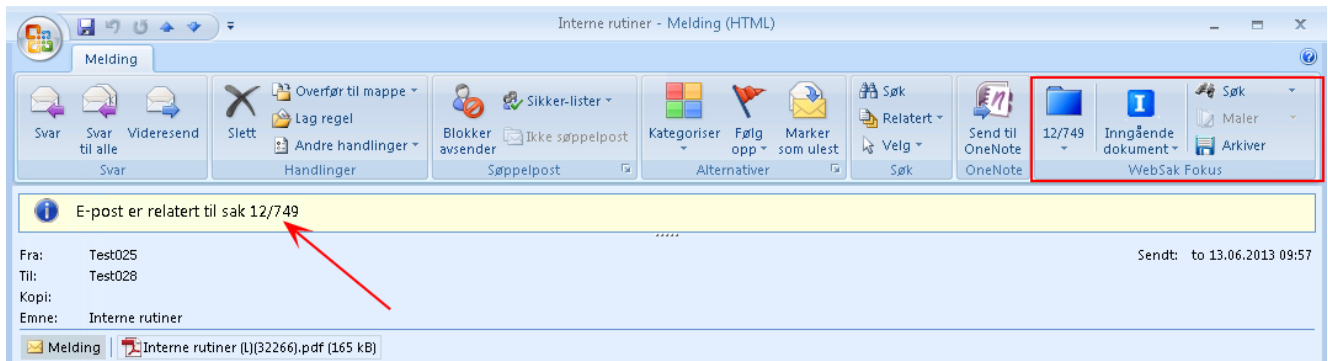 Interne rutiner - Melding (HTML)
Melding
Svar
Svar til alle
Videresend
Svar
Slett
Overfør til mappe
Lag regel
Andre handlinger
Handlinger
Blokker avsender
Sikker-lister
Ikke søppelpost
Søppelpost
Kategoriser
Følg opp
Marker som ulest
Alternativer
Søk
Relatert
Velg
Søk
Send til OneNote
OneNote
12/749
Inngående dokument
Søk
Maler
Arkiver
WebSak Fokus
E-post er relatert til sak 12/749
Fra: Test025
Sendt: to 13.06.2013 09:57
Til: Test028
Kopi:
Emne: Interne rutiner
Melding
Interne rutiner (L)(32266).pdf (165 kB)